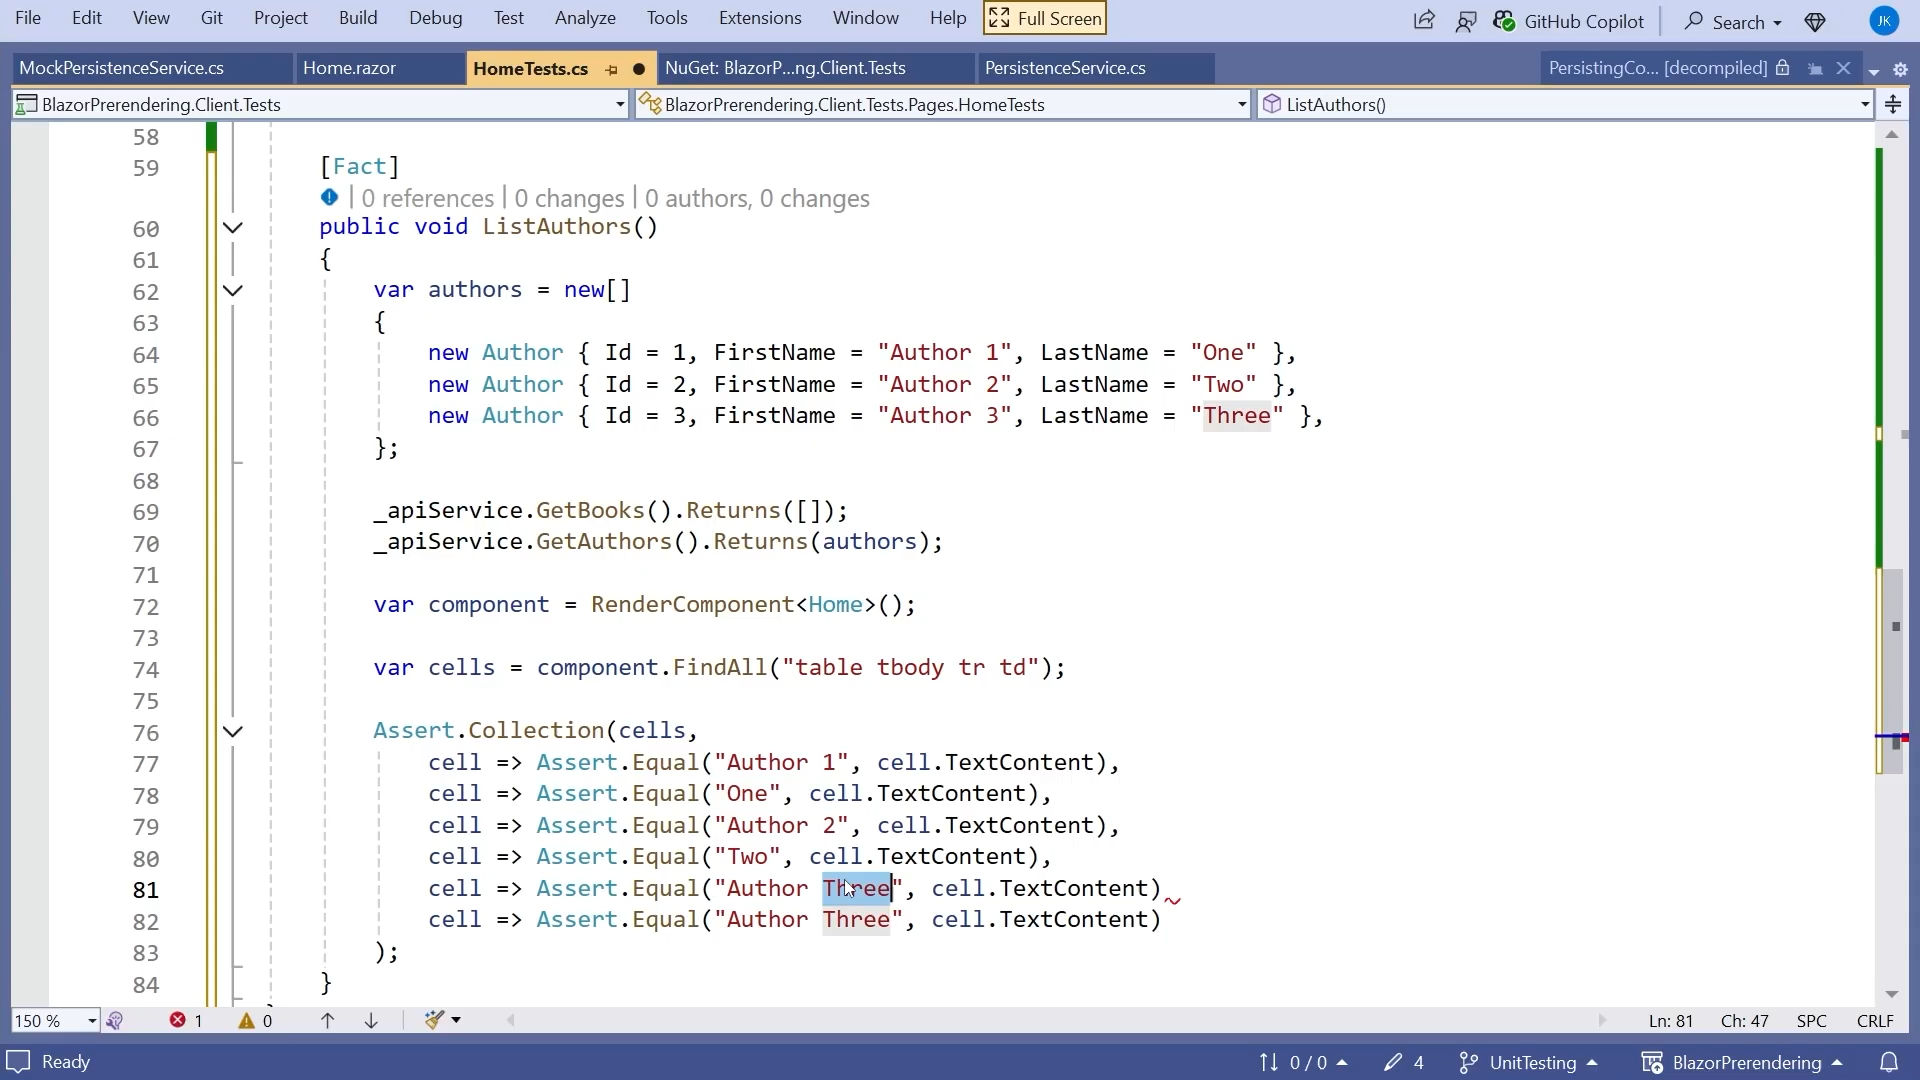 File Edit View Git Project Build Debug Test Analyze Tools Extensions Window Help Full Screen GitHub Copilot Search JK
MockPersistenceService.cs Home.razor HomeTests.cs NuGet: BlazorP...ng.Client.Tests PersistenceService.cs PersistingCo... [decompiled]
BlazorPrerendering.Client.Tests BlazorPrerendering.Client.Tests.Pages.HomeTests ListAuthors()
58
59 [Fact]
| 0 references | 0 changes | 0 authors, 0 changes
60 public void ListAuthors()
61 {
62 var authors = new[]
63 {
64 new Author { Id = 1, FirstName = "Author 1", LastName = "One" },
65 new Author { Id = 2, FirstName = "Author 2", LastName = "Two" },
66 new Author { Id = 3, FirstName = "Author 3", LastName = "Three" },
67 };
68
69 _apiService.GetBooks().Returns([]);
70 _apiService.GetAuthors().Returns(authors);
71
72 var component = RenderComponent<Home>();
73
74 var cells = component.FindAll("table tbody tr td");
75
76 Assert.Collection(cells,
77 cell => Assert.Equal("Author 1", cell.TextContent),
78 cell => Assert.Equal("One", cell.TextContent),
79 cell => Assert.Equal("Author 2", cell.TextContent),
80 cell => Assert.Equal("Two", cell.TextContent),
81 cell => Assert.Equal("Author Three", cell.TextContent)
82 cell => Assert.Equal("Author Three", cell.TextContent)
83 );
84 }
150 % 1 0 Ln: 81 Ch: 47 SPC CRLF
Ready 0 / 0 4 UnitTesting BlazorPrerendering